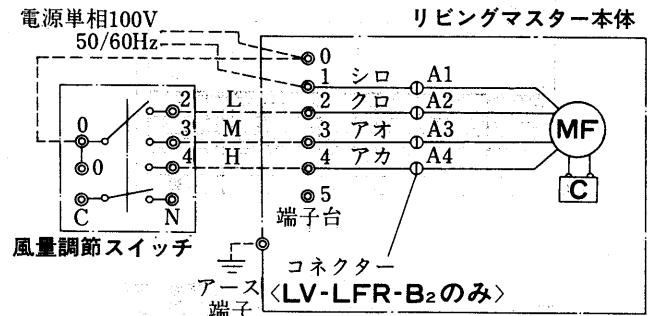 電源単相100V
50/60Hz
リビングマスター本体
0
1 シロ A1
2 クロ A2
3 アオ A3
4 アカ A4
5
端子台
MF
C
0
0
2 L
3 M
4 H
C N
風量調節スイッチ
アース
端子
コネクター
〈LV-LFR-B₂のみ〉